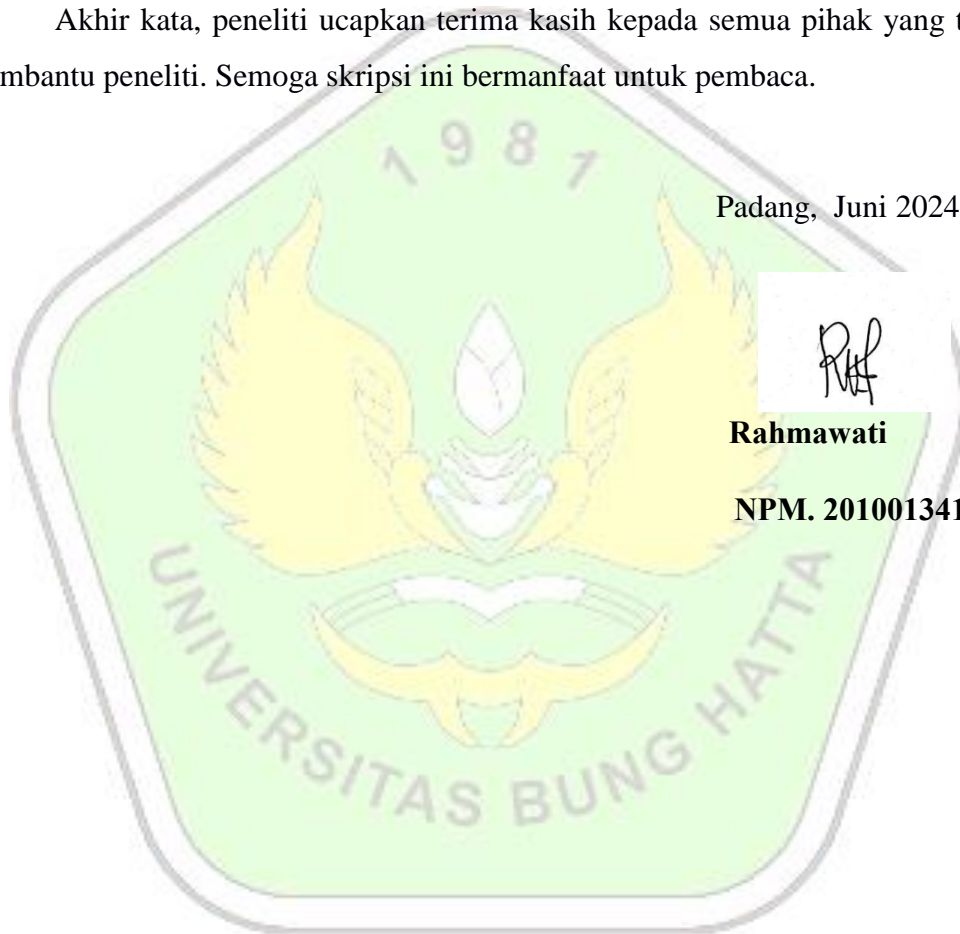 Akhir kata, peneliti ucapkan terima kasih kepada semua pihak yang t
mbantu peneliti. Semoga skripsi ini bermanfaat untuk pembaca.
1981
Padang, Juni 2024
Rahmawati
NPM. 201001341
UNIVERSITAS BUNG HATTA